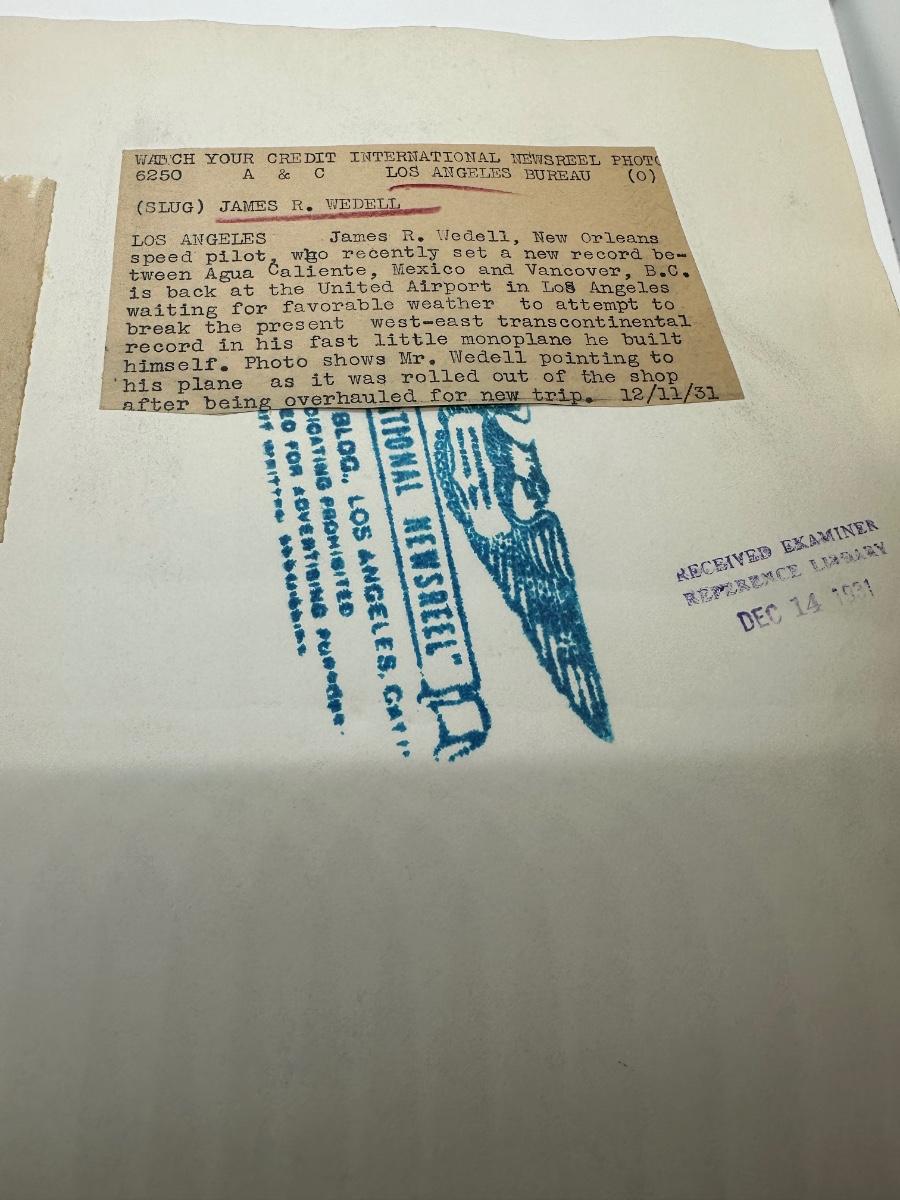 WATCH YOUR CREDIT INTERNATIONAL NEWSREEL PHOTO
6250 A & C LOS ANGELES BUREAU (O)
(SLUG) JAMES R. WEDELL
LOS ANGELES James R. Wedell, New Orleans
speed pilot, who recently set a new record be-
tween Agua Caliente, Mexico and Vancover, B.C.
is back at the United Airport in Los Angeles
waiting for favorable weather to attempt to
break the present west-east transcontinental
record in his fast little monoplane he built
himself. Photo shows Mr. Wedell pointing to
his plane as it was rolled out of the shop
after being overhauled for new trip. 12/11/31
TIONAL NEWSREEL"
BLDG., LOS ANGELES,
DICATING PROHIBITED
FOR ADVERTISING PURPOSES
WRITTEN
RECEIVED EXAMINER
REFERENCE LIBRARY
DEC 14 1931